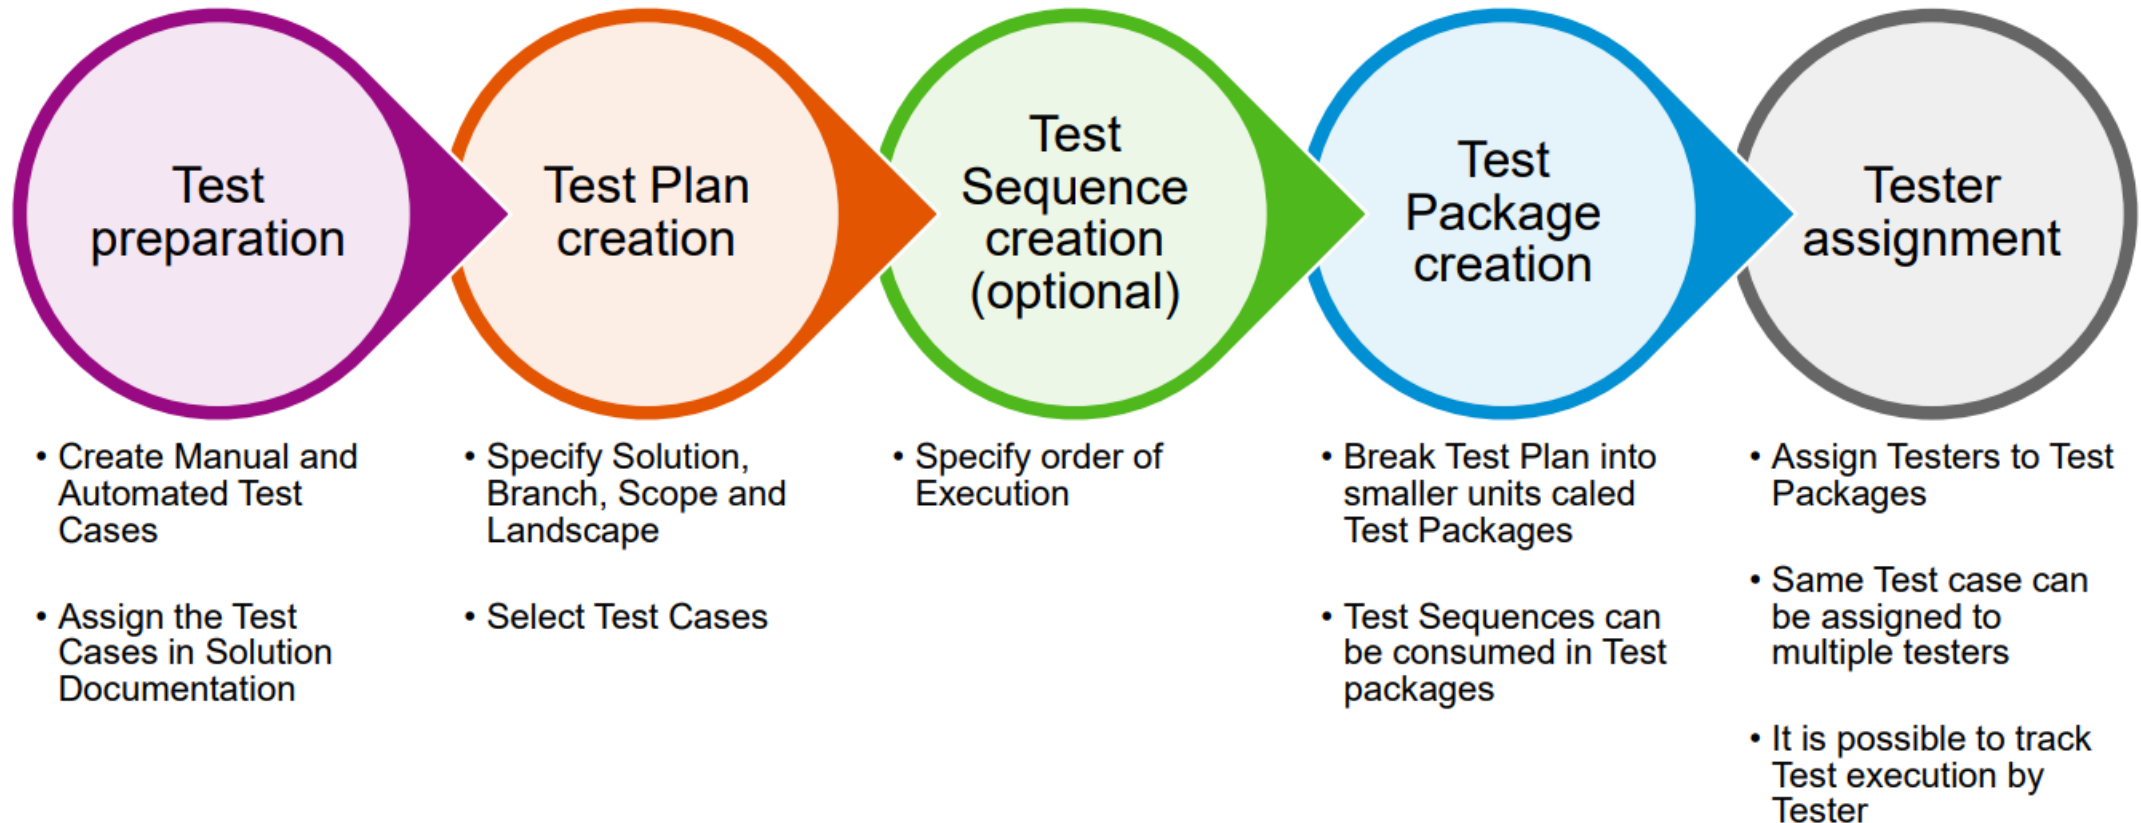 Test
preparation
Test Plan
creation
Test
Sequence
creation
(optional)
Test
Package
creation
Tester
assignment
• Create Manual and
Automated Test
Cases
• Assign the Test
Cases in Solution
Documentation
• Specify Solution,
Branch, Scope and
Landscape
• Select Test Cases
• Specify order of
Execution
• Break Test Plan into
smaller units caled
Test Packages
• Test Sequences can
be consumed in Test
packages
• Assign Testers to Test
Packages
• Same Test case can
be assigned to
multiple testers
• It is possible to track
Test execution by
Tester